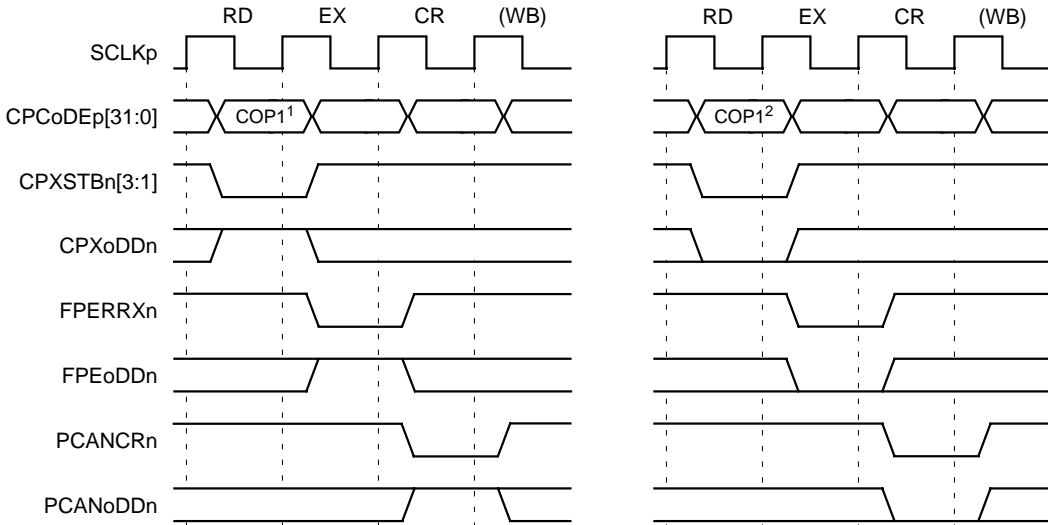 RD EX CR (WB) RD EX CR (WB)
SCLKp
CPCoDEp[31:0] COP1¹ COP1²
CPXSTBn[3:1]
CPXoDDn
FPERRXn
FPEoDDn
PCANCRn
PCANoDDn